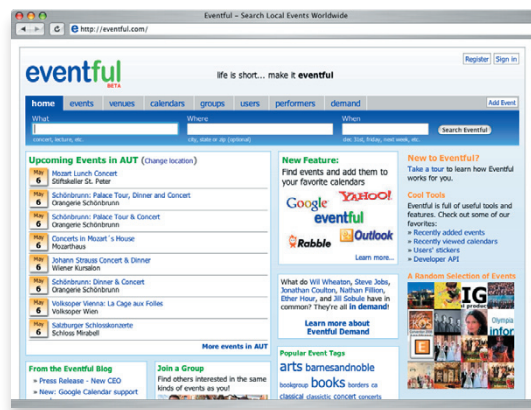 Eventful - Search Local Events Worldwide
http://eventful.com/
Register Sign in
eventful
BETA
life is short... make it eventful
home events venues calendars groups users performers demand
Add Event
What Where When
Search Eventful
concert, lecture, etc. city, state or zip (optional)
Upcoming Events in AUT (Change location)
May 6 Mozart Lunch Concert
Stiftskeller St. Peter
May 6 Schönbrunn: Palace Tour, Dinner and Concert
Orangerie Schönbrunn
May 6 Schönbrunn: Palace Tour & Concert
Orangerie Schönbrunn
May 6 Concerts in Mozart´s House
Mozarthaus
May 6 Johann Strauss Concert & Dinner
Wiener Kursalon
May 6 Schönbrunn: Dinner & Concert
Orangerie Schönbrunn
May 6 Volksoper Vienna: La Cage aux Folles
Volksoper Wien
May 6 Salzburger Schlosskonzerte
Schloss Mirabell
More events in AUT
From the Eventful Blog
» Press Release - New CEO
» New: Google Calendar support
Join a Group
Find others interested in the same
kinds of events as you!
New Feature:
Find events and add them to
your favorite calendars
Google YAHOO!
eventful
Rabble Outlook
Learn more...
What do Wil Wheaton, Steve Jobs,
Jonathan Coulton, Nathan Fillion,
Ether Hour, and Jill Sobule have in
common? They're all in demand!
Learn more about
Eventful Demand
Popular Event Tags
arts barnesandnoble
bookgroup books borders ca
classical classistic concert concerts
New to Eventful?
Take a tour to learn how Eventful
works for you.
Cool Tools
Eventful is full of useful tools and
features. Check out some of our
favorites:
» Recently added events
» Recently viewed calendars
» Users' stickers
» Developer API
A Random Selection of Events
IG
Olympia
infor
E